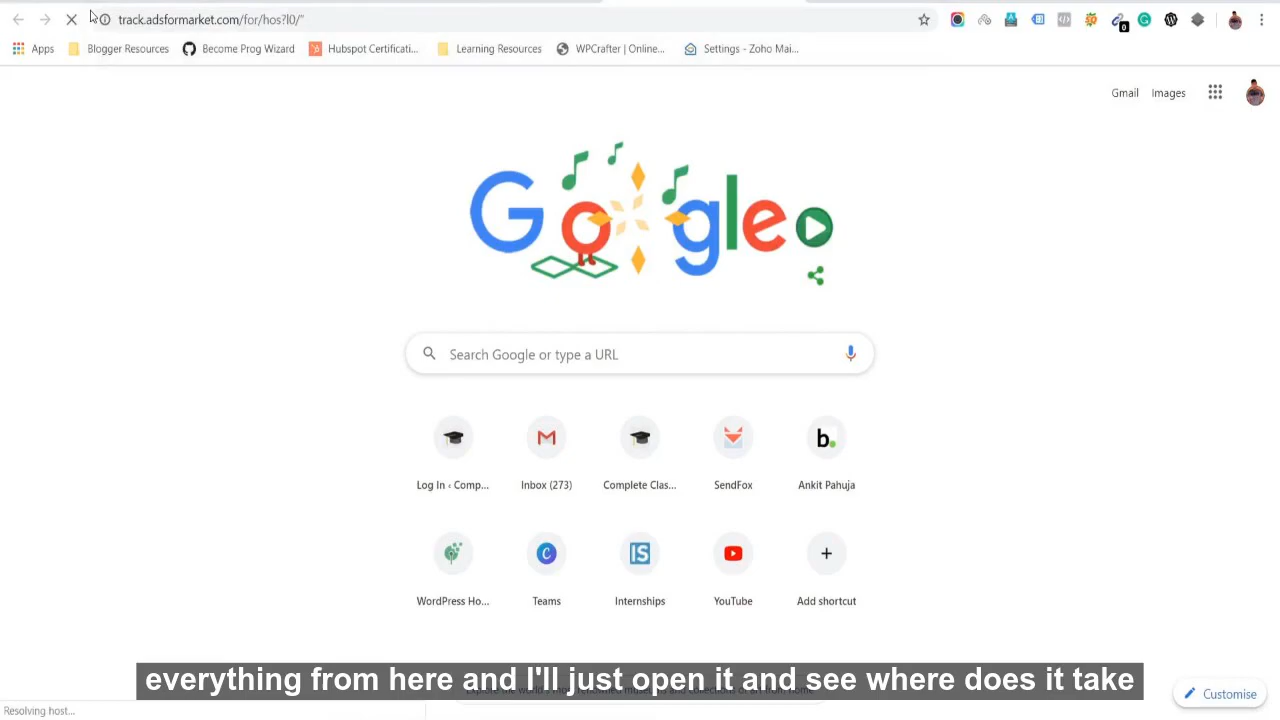 track.adsformarket.com/for/hos?l0/"
Apps
Blogger Resources
Become Prog Wizard
Hubspot Certificati...
Learning Resources
WPCrafter | Online...
Settings - Zoho Mai...
Gmail
Images
Google
Search Google or type a URL
Log In ‹ Comp...
Inbox (273)
Complete Clas...
SendFox
Ankit Pahuja
WordPress Ho...
Teams
Internships
YouTube
Add shortcut
everything from here and I'll just open it and see where does it take
Customise
Resolving host...